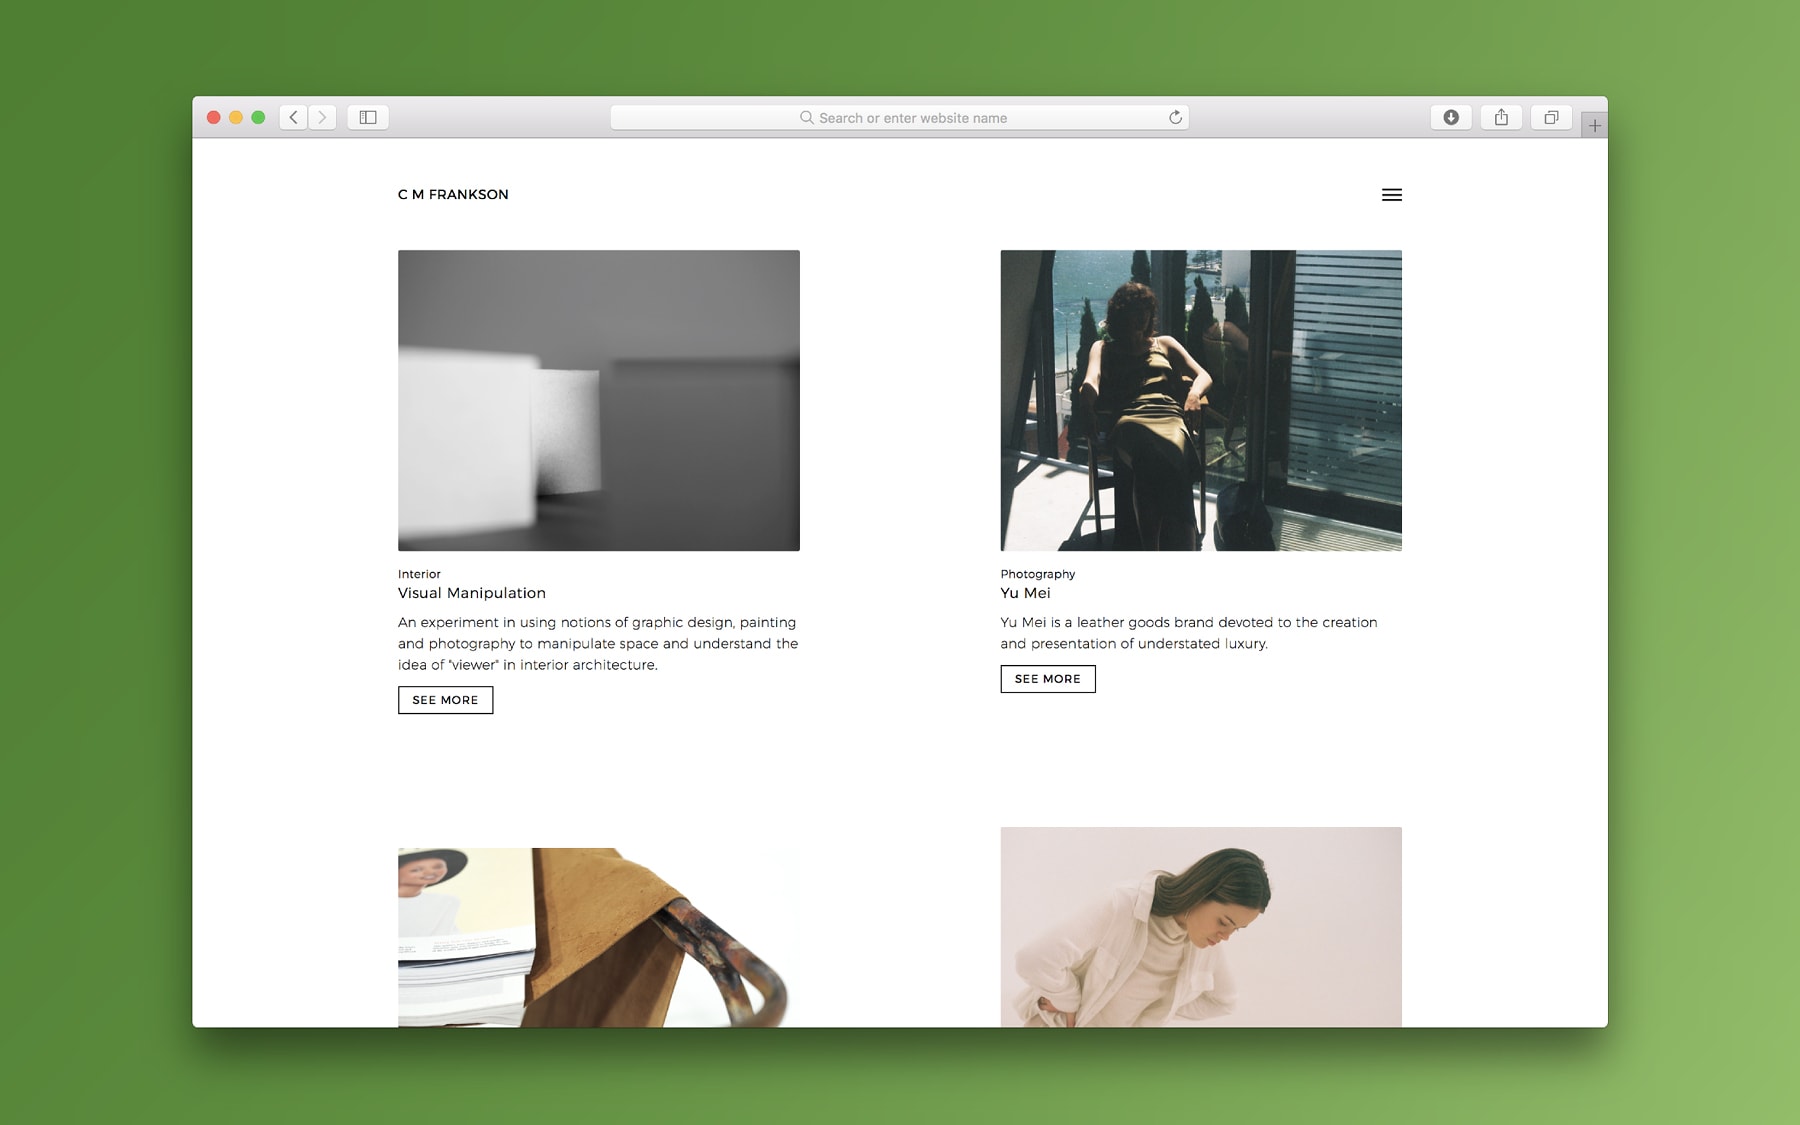 Search or enter website name
C M FRANKSON
Interior
Visual Manipulation
An experiment in using notions of graphic design, painting
and photography to manipulate space and understand the
idea of "viewer" in interior architecture.
SEE MORE
Photography
Yu Mei
Yu Mei is a leather goods brand devoted to the creation
and presentation of understated luxury.
SEE MORE